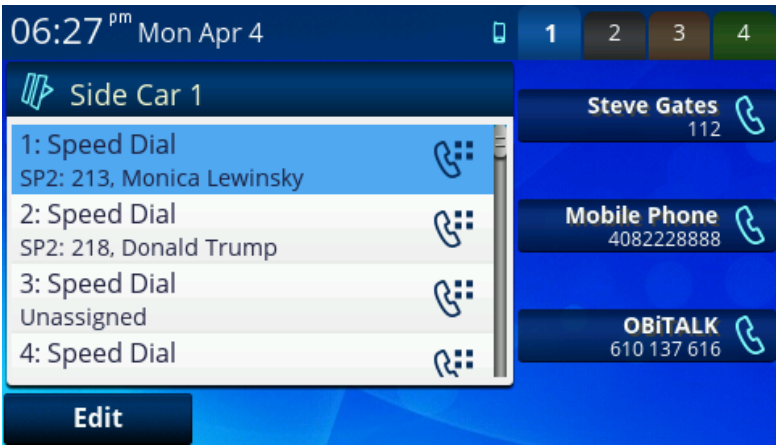 06:27 pm Mon Apr 4
1 2 3 4
Side Car 1
1: Speed Dial
SP2: 213, Monica Lewinsky
2: Speed Dial
SP2: 218, Donald Trump
3: Speed Dial
Unassigned
4: Speed Dial
Steve Gates
112
Mobile Phone
4082228888
OBiTALK
610 137 616
Edit